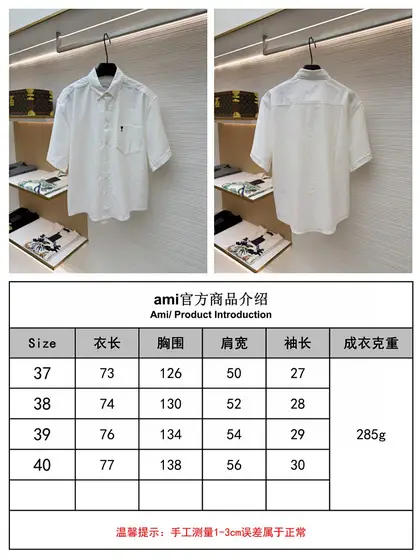 ami官方商品介绍
Ami/ Product Introduction
Size 衣长 胸围 肩宽 袖长 成衣克重
37 73 126 50 27
38 74 130 52 28
39 76 134 54 29
285g
40 77 138 56 30
温馨提示：手工测量1-3cm误差属于正常